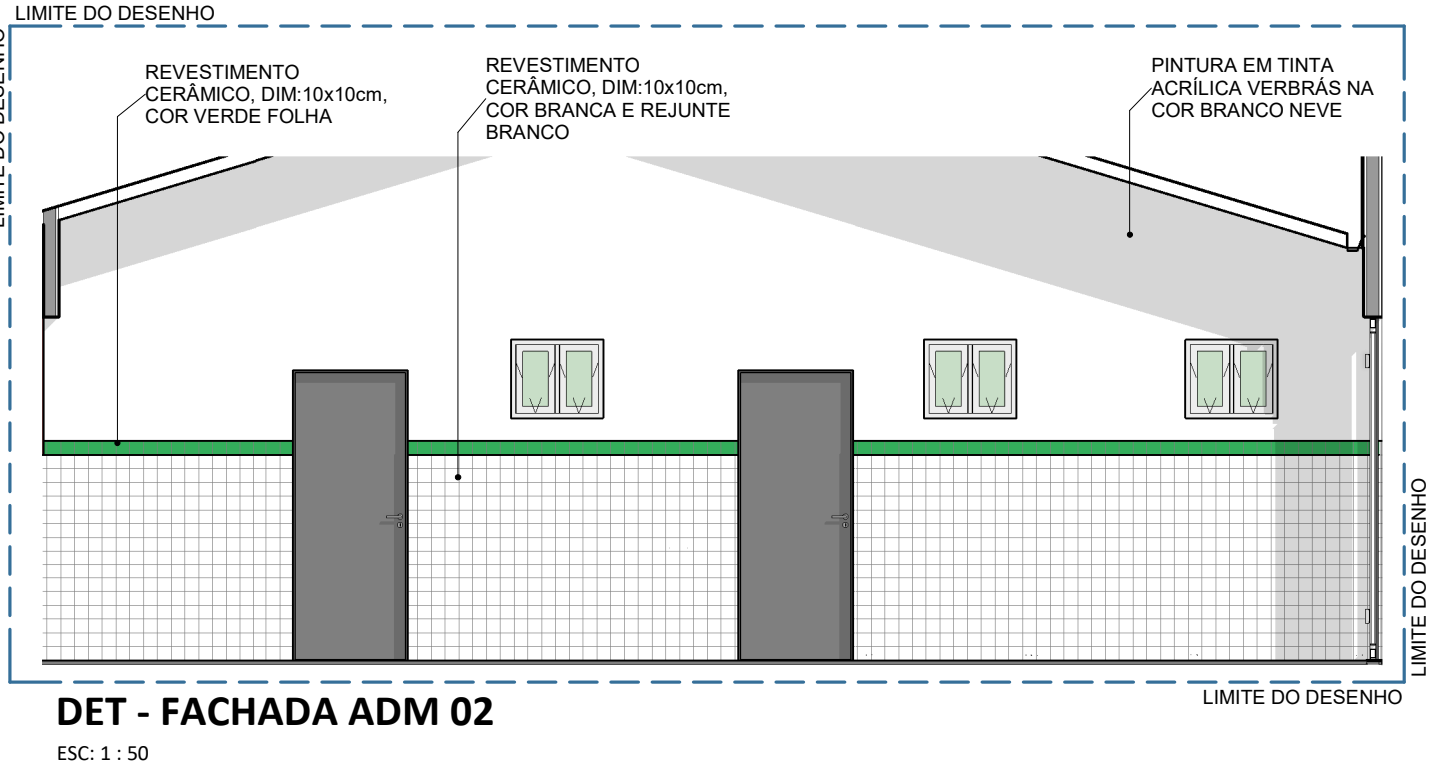 LIMITE DO DESENHO
LIMITE DO DESENHO
REVESTIMENTO
CERÂMICO, DIM:10x10cm,
COR VERDE FOLHA
REVESTIMENTO
CERÂMICO, DIM:10x10cm,
COR BRANCA E REJUNTE
BRANCO
PINTURA EM TINTA
ACRÍLICA VERBRÁS NA
COR BRANCO NEVE
LIMITE DO DESENHO
LIMITE DO DESENHO
DET - FACHADA ADM 02
ESC: 1 : 50